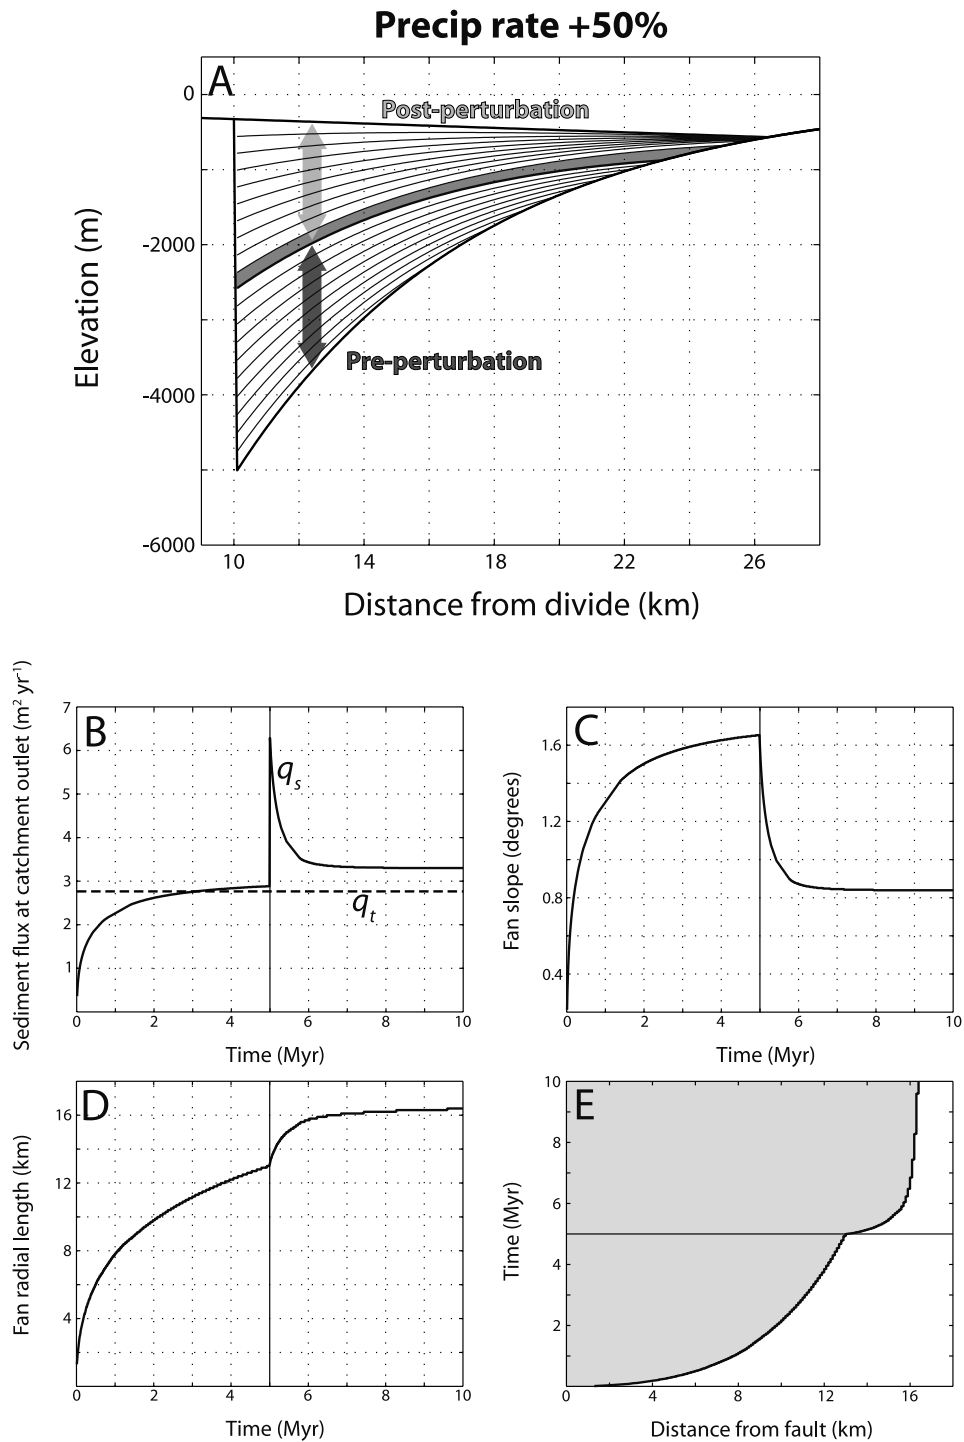 Precip rate +50%
A
Post-perturbation
Pre-perturbation
Elevation (m)
0
-2000
-4000
-6000
10 14 18 22 26
Distance from divide (km)
B
Sediment flux at catchment outlet (m² yr⁻¹)
7
6
5
4
3
2
1
qₛ
qₜ
0 2 4 6 8 10
Time (Myr)
C
Fan slope (degrees)
1.6
1.2
0.8
0.4
0 2 4 6 8 10
Time (Myr)
D
Fan radial length (km)
16
12
8
4
0 2 4 6 8 10
Time (Myr)
E
Time (Myr)
10
8
6
4
2
0 4 8 12 16
Distance from fault (km)